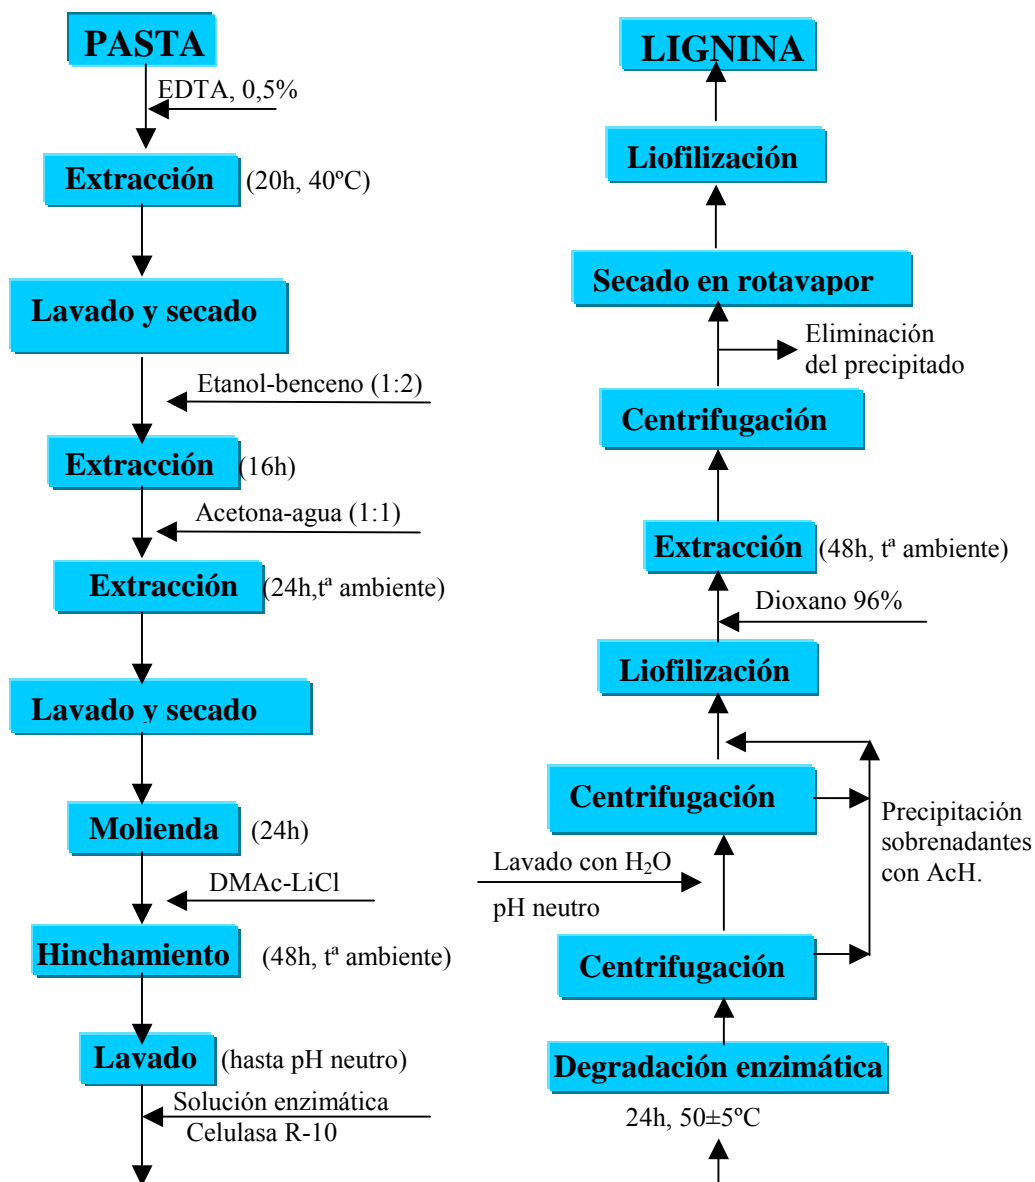 PASTA
EDTA, 0,5%
Extracción (20h, 40ºC)
Lavado y secado
Etanol-benceno (1:2)
Extracción (16h)
Acetona-agua (1:1)
Extracción (24h,tª ambiente)
Lavado y secado
Molienda (24h)
DMAc-LiCl
Hinchamiento (48h, tª ambiente)
Lavado (hasta pH neutro)
Solución enzimática
Celulasa R-10
LIGNINA
Liofilización
Secado en rotavapor
Eliminación
del precipitado
Centrifugación
Extracción (48h, tª ambiente)
Dioxano 96%
Liofilización
Centrifugación
Precipitación
sobrenadantes
con AcH.
Lavado con H₂O
pH neutro
Centrifugación
Degradación enzimática
24h, 50±5ºC